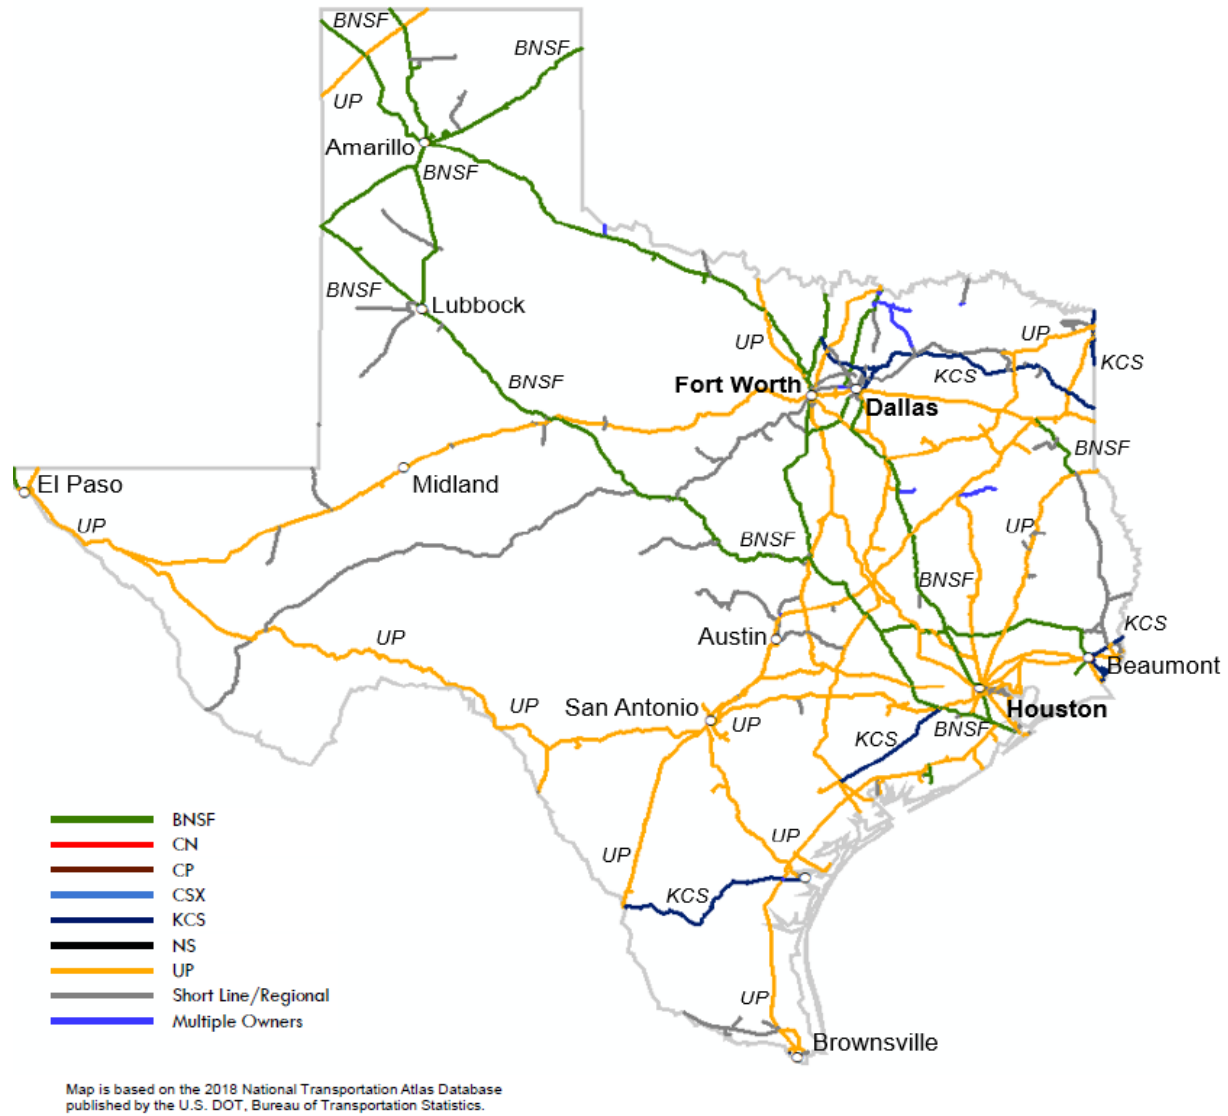 BNSF
BNSF
UP
Amarillo
BNSF
BNSF
Lubbock
UP
UP
KCS
BNSF
KCS
Fort Worth
Dallas
BNSF
El Paso
Midland
UP
UP
BNSF
BNSF
KCS
UP
Austin
Beaumont
UP
San Antonio
UP
Houston
BNSF
KCS
UP
UP
KCS
UP
Brownsville
BNSF
CN
CP
CSX
KCS
NS
UP
Short Line/Regional
Multiple Owners
Map is based on the 2018 National Transportation Atlas Database
published by the U.S. DOT, Bureau of Transportation Statistics.